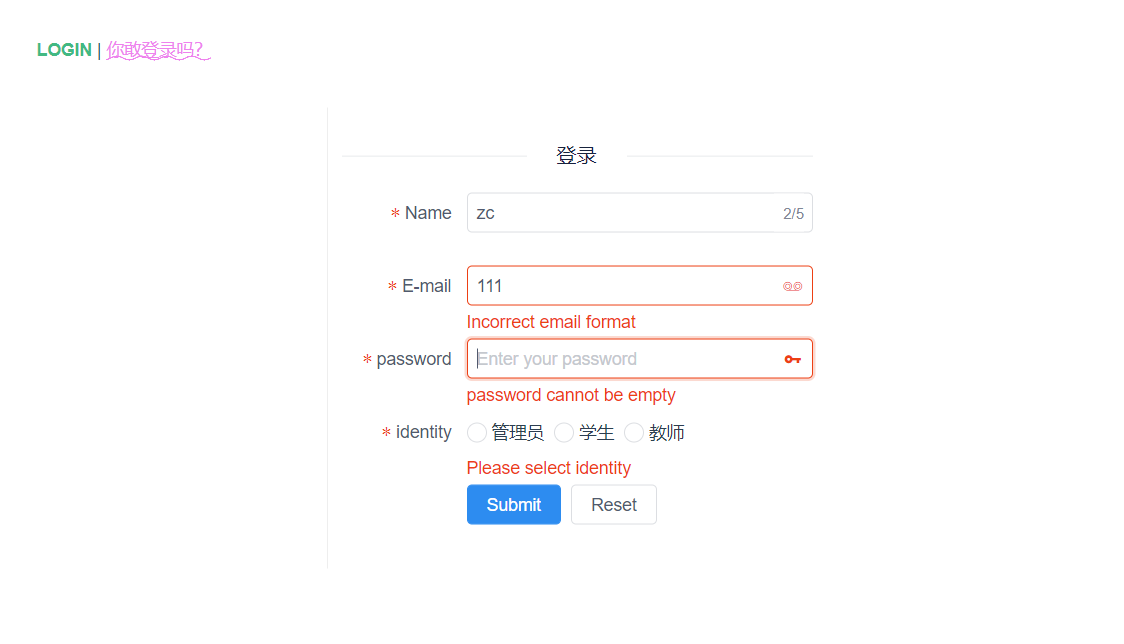 LOGIN | 你敢登录吗?
登录
* Name zc 2/5
* E-mail 111
Incorrect email format
* password Enter your password
password cannot be empty
* identity 管理员 学生 教师
Please select identity
Submit Reset